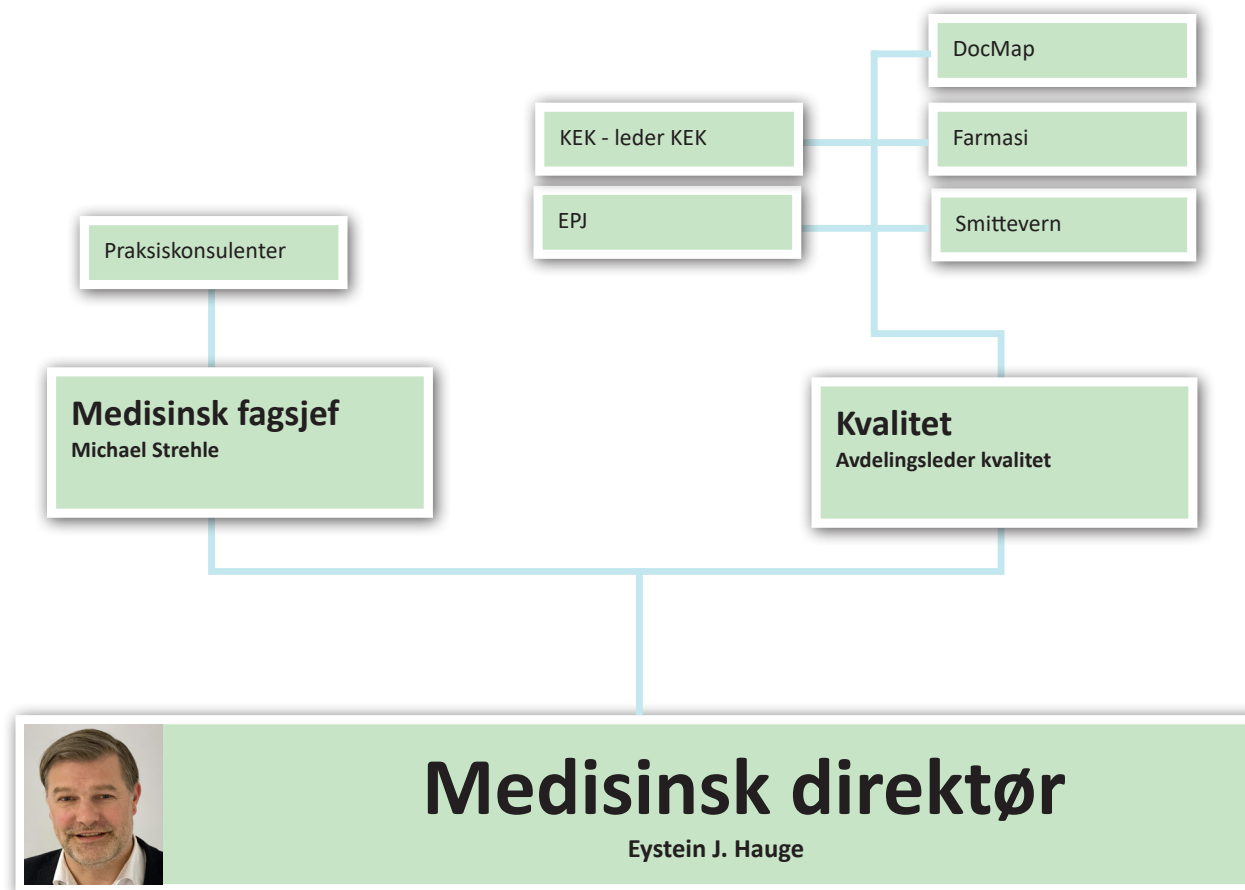 DocMap
KEK - leder KEK
Farmasi
EPJ
Smittevern
Praksiskonsulenter
Medisinsk fagsjef
Michael Strehle
Kvalitet
Avdelingsleder kvalitet
Medisinsk direktør
Eystein J. Hauge